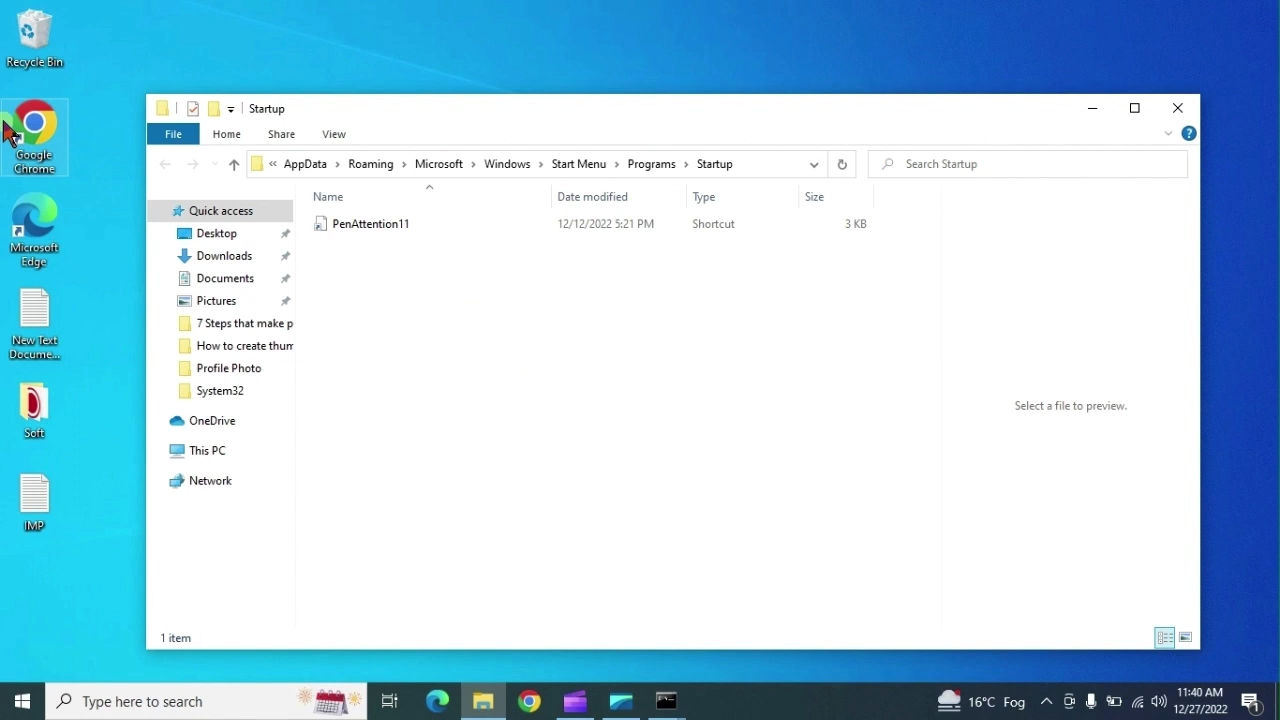 Recycle Bin
Google
Chrome
Microsoft
Edge
New Text
Docume...
Soft
IMP
Startup
File
Home
Share
View
«
AppData
Roaming
Microsoft
Windows
Start Menu
Programs
Startup
Search Startup
Name
Date modified
Type
Size
PenAttention11
12/12/2022 5:21 PM
Shortcut
3 KB
Quick access
Desktop
Downloads
Documents
Pictures
7 Steps that make p
How to create thum
Profile Photo
System32
OneDrive
This PC
Network
Select a file to preview.
1 item
Type here to search
16°C Fog
11:40 AM
12/27/2022
1